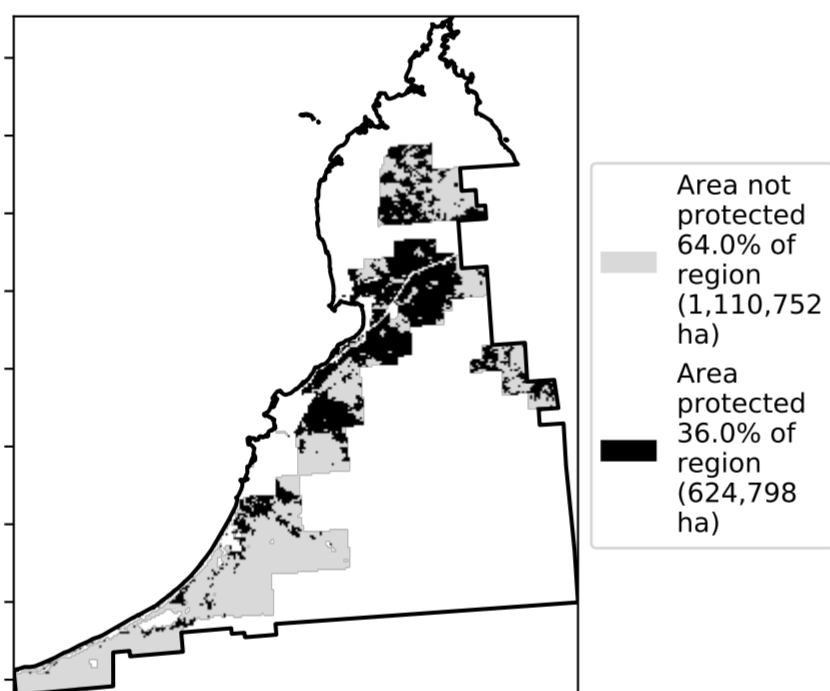 Area not
protected
64.0% of
region
(1,110,752
ha)
Area
protected
36.0% of
region
(624,798
ha)